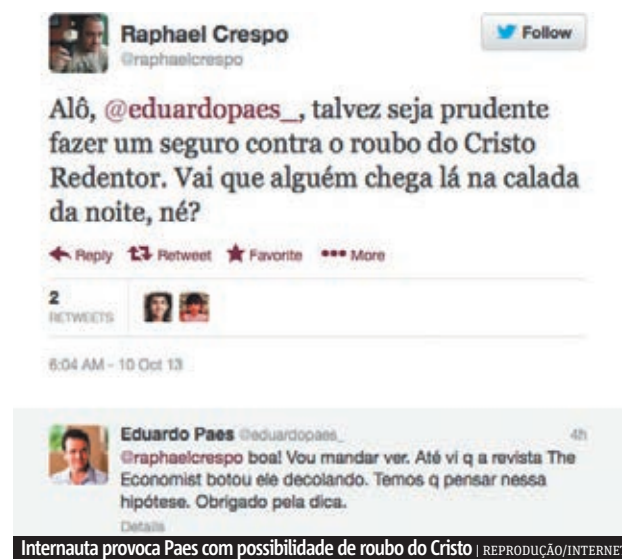 Raphael Crespo
@raphaelcrespo
Follow
Alô, @eduardopaes_, talvez seja prudente
fazer um seguro contra o roubo do Cristo
Redentor. Vai que alguém chega lá na calada
da noite, né?
Reply Retweet Favorite More
2
RETWEETS
6:04 AM - 10 Oct 13
Eduardo Paes @eduardopaes_ 4h
@raphaelcrespo boa! Vou mandar ver. Até vi q a revista The
Economist botou ele decolando. Temos q pensar nessa
hipótese. Obrigado pela dica.
Details
Internauta provoca Paes com possibilidade de roubo do Cristo | REPRODUÇÃO/INTERNE